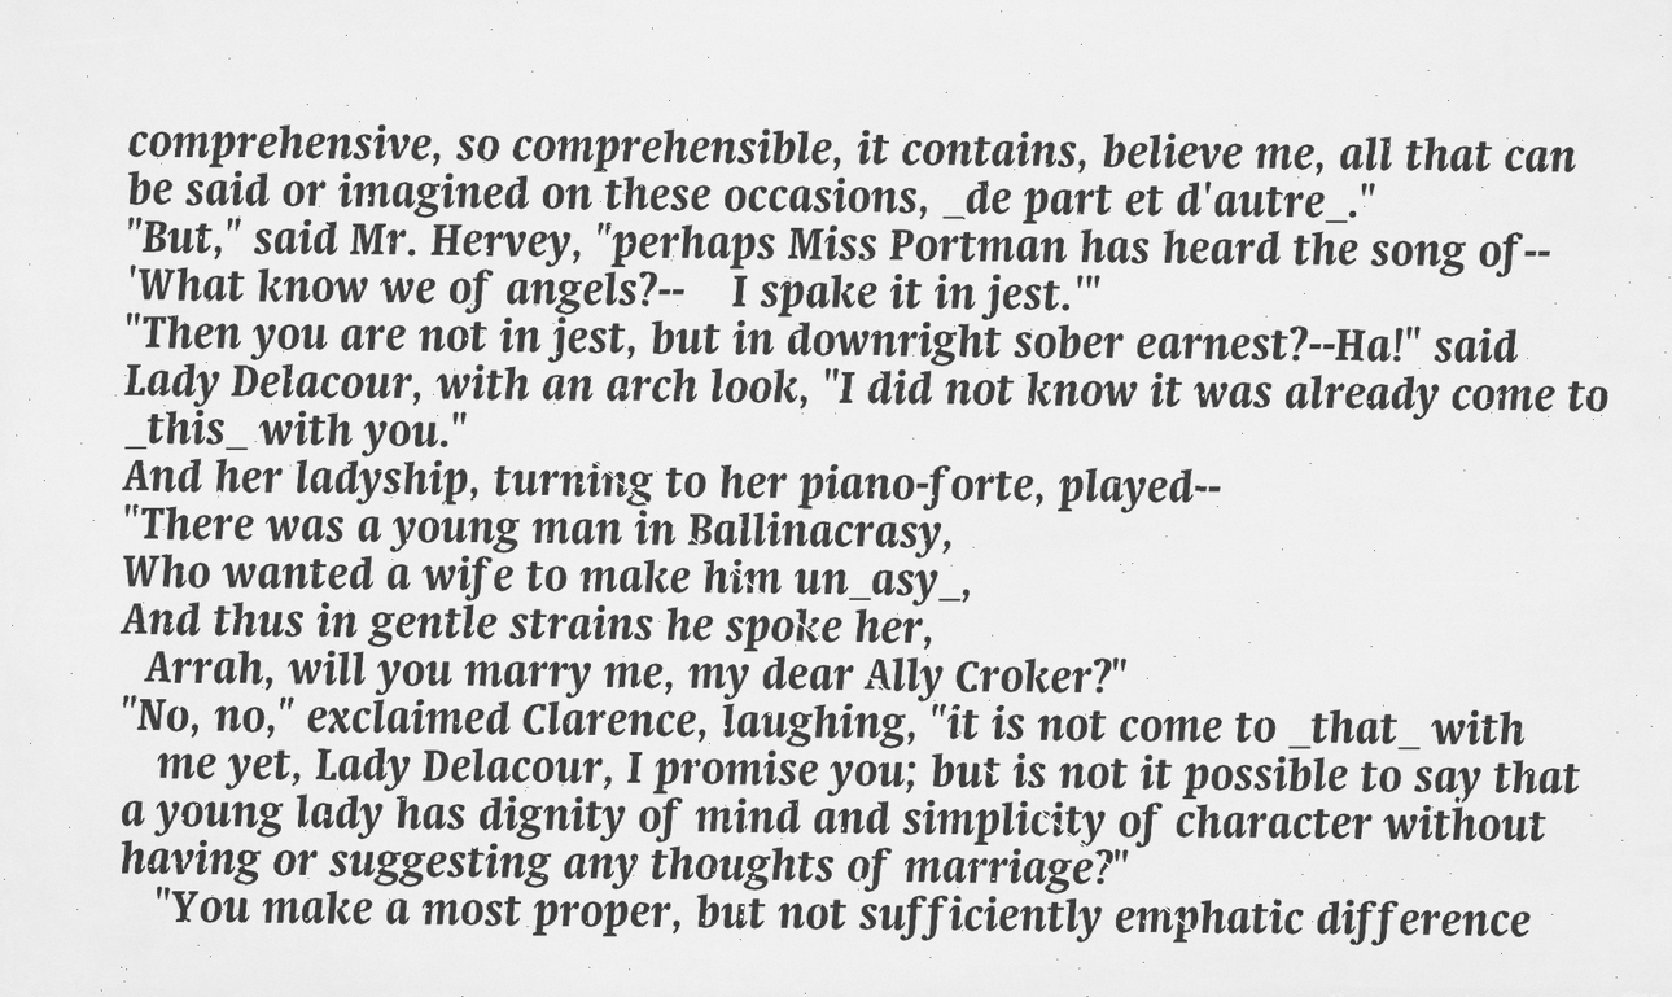 comprehensive, so comprehensible, it contains, believe me, all that can
be said or imagined on these occasions, _de part et d'autre_."
"But," said Mr. Hervey, "perhaps Miss Portman has heard the song of--
'What know we of angels?--    I spake it in jest.'"
"Then you are not in jest, but in downright sober earnest?--Ha!" said
Lady Delacour, with an arch look, "I did not know it was already come to
_this_ with you."
And her ladyship, turning to her piano-forte, played--
"There was a young man in Ballinacrasy,
Who wanted a wife to make him un_asy_,
And thus in gentle strains he spoke her,
Arrah, will you marry me, my dear Ally Croker?"
"No, no," exclaimed Clarence, laughing, "it is not come to _that_ with
me yet, Lady Delacour, I promise you; but is not it possible to say that
a young lady has dignity of mind and simplicity of character without
having or suggesting any thoughts of marriage?"
"You make a most proper, but not sufficiently emphatic difference